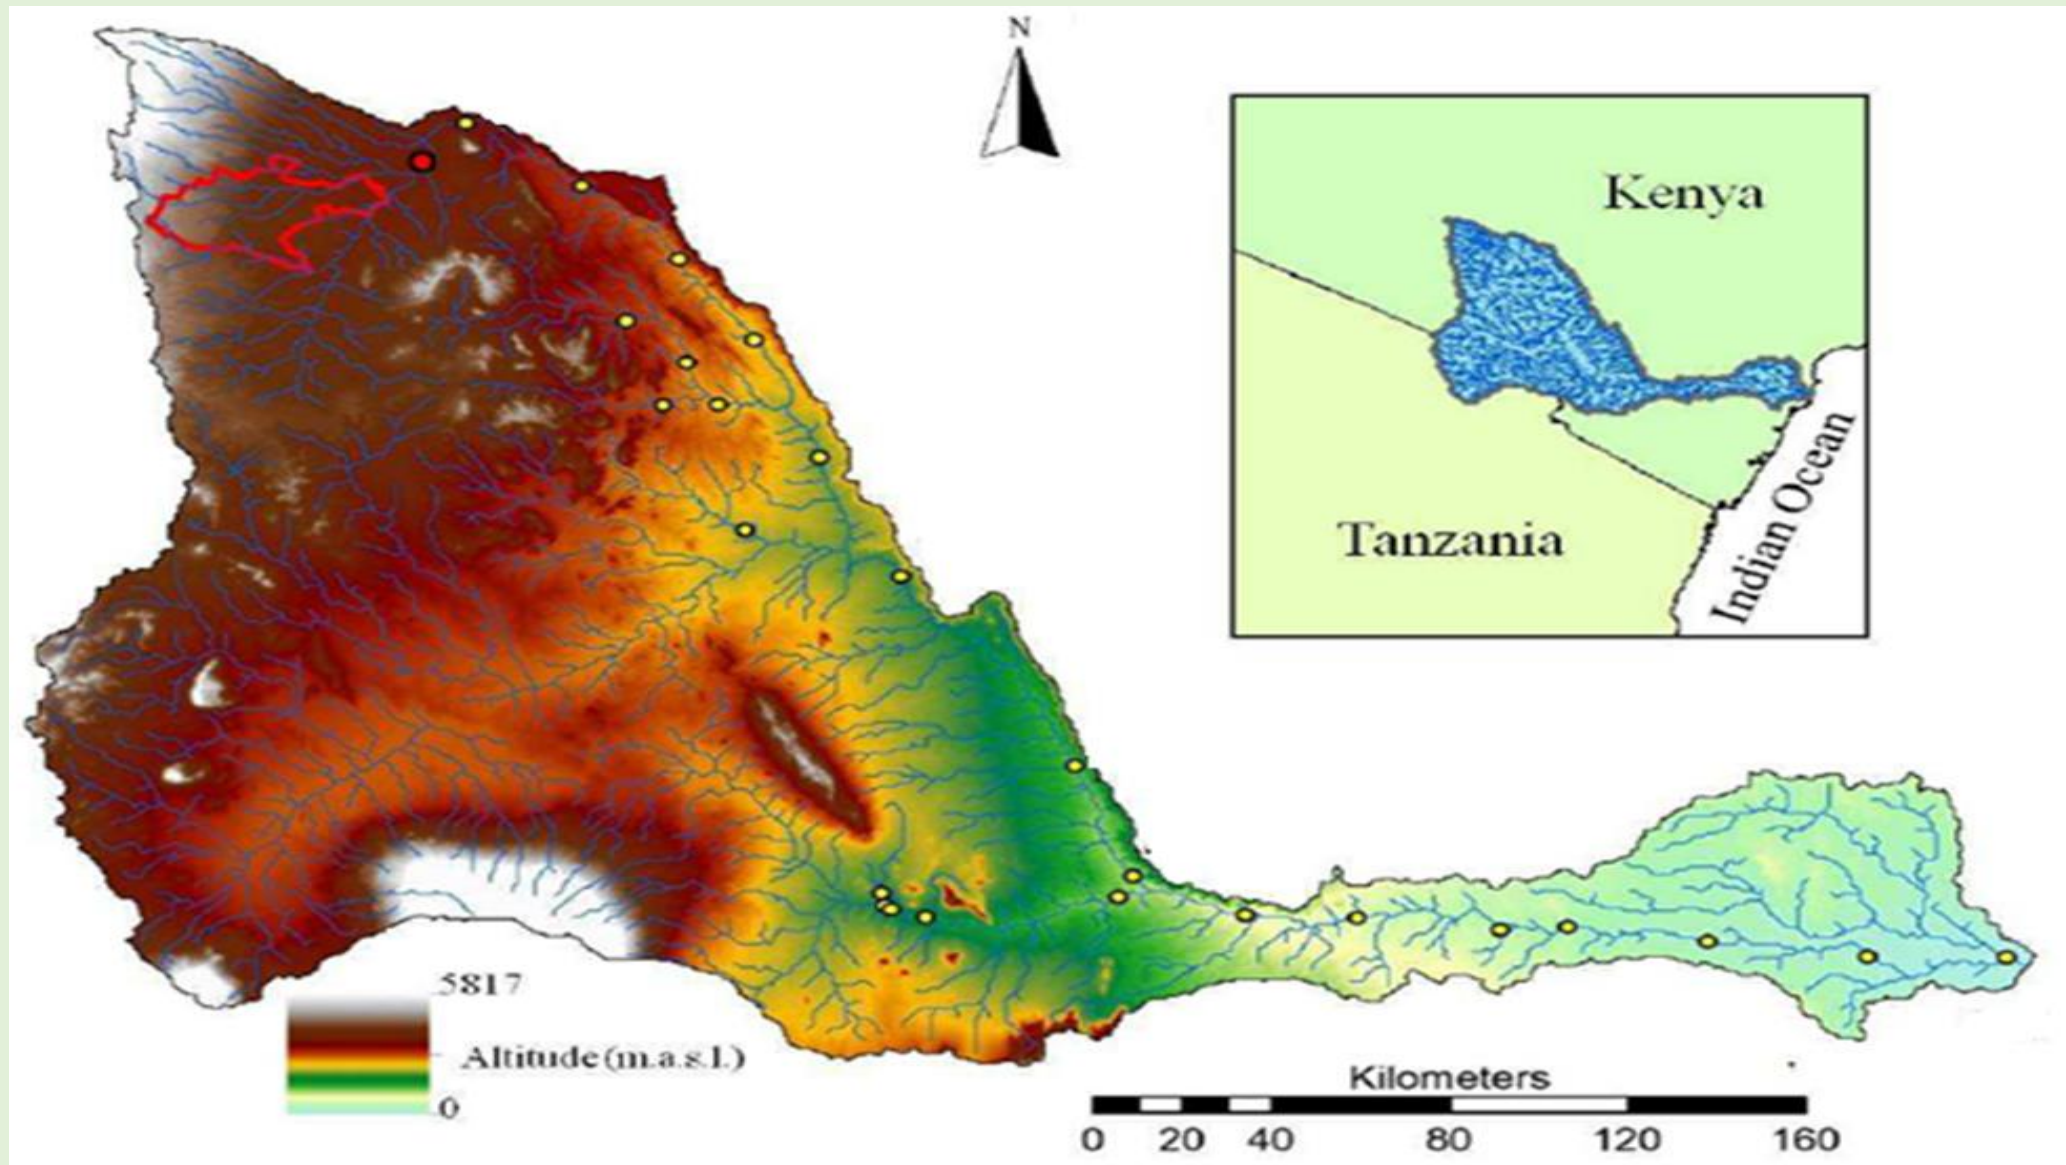 N
Kenya
Tanzania
Indian Ocean
5817
Altitude (m.a.s.l.)
0
Kilometers
0 20 40 80 120 160